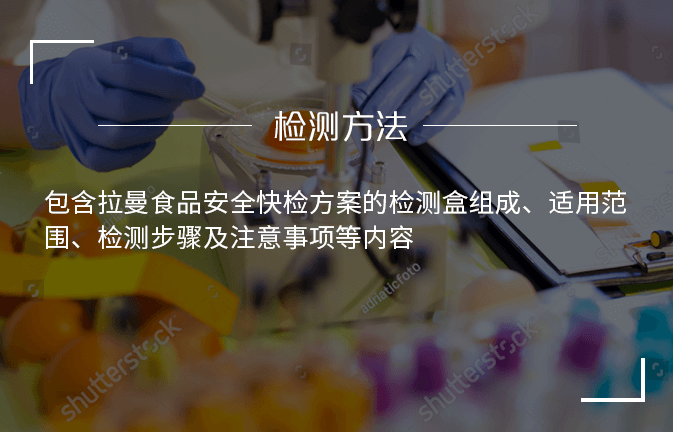 shutterstock
检测方法
包含拉曼食品安全快检方案的检测盒组成、适用范
围、检测步骤及注意事项等内容
adriaticfoto
shutterstock
shutterstock